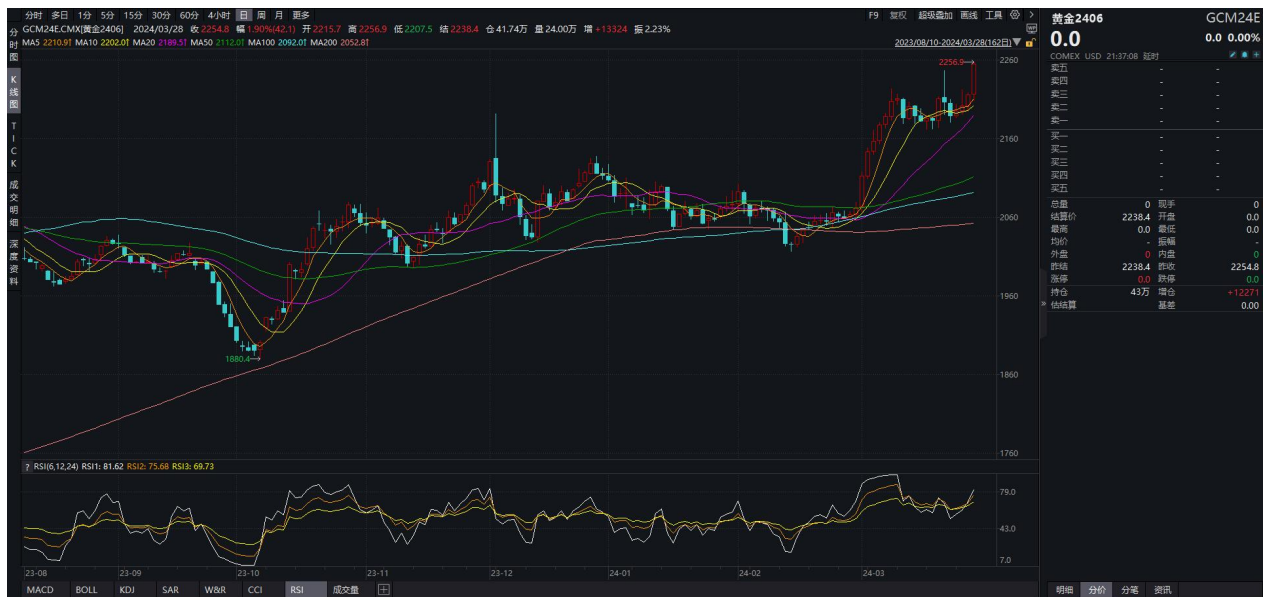 分时 多日 1分 5分 15分 30分 60分 4小时 日 周 月 更多 F9 复权 超级叠加 画线 工具
GCM24E.CMX[黄金2406] 2024/03/28 收 2254.8 幅 1.90%(42.1) 开 2215.7 高 2256.9 低 2207.5 结 2238.4 仓 41.74万 量 24.00万 增 +13324 振 2.23%
MA5 2210.9↑ MA10 2202.0↑ MA20 2189.5↑ MA50 2112.0↑ MA100 2092.0↑ MA200 2052.8↑ 2023/08/10-2024/03/28(162日)▼
分时图
K线图
TICK
成交明细
深度资料
2256.9
2260
2160
2060
1960
1880.4
1860
1760
? RSI(6,12,24) RSI1: 81.62 RSI2: 75.68 RSI3: 69.73
79.0
43.0
7.0
23-08 23-09 23-10 23-11 23-12 24-01 24-02 24-03
MACD BOLL KDJ SAR W&R CCI RSI 成交量
黄金2406 GCM24E
0.0 0.0 0.00%
COMEX USD 21:37:08 延时
卖五 - -
卖四 - -
卖三 - -
卖二 - -
卖一 - -
买一 - -
买二 - -
买三 - -
买四 - -
买五 - -
总量 0 现手 0
结算价 2238.4 开盘 0.0
最高 0.0 最低 0.0
均价 - 振幅 -
外盘 0 内盘 0
昨结 2238.4 昨收 2254.8
涨停 0.0 跌停 0.0
持仓 43万 增仓 +12271
估结算 基差 0.00
明细 分价 分笔 资讯